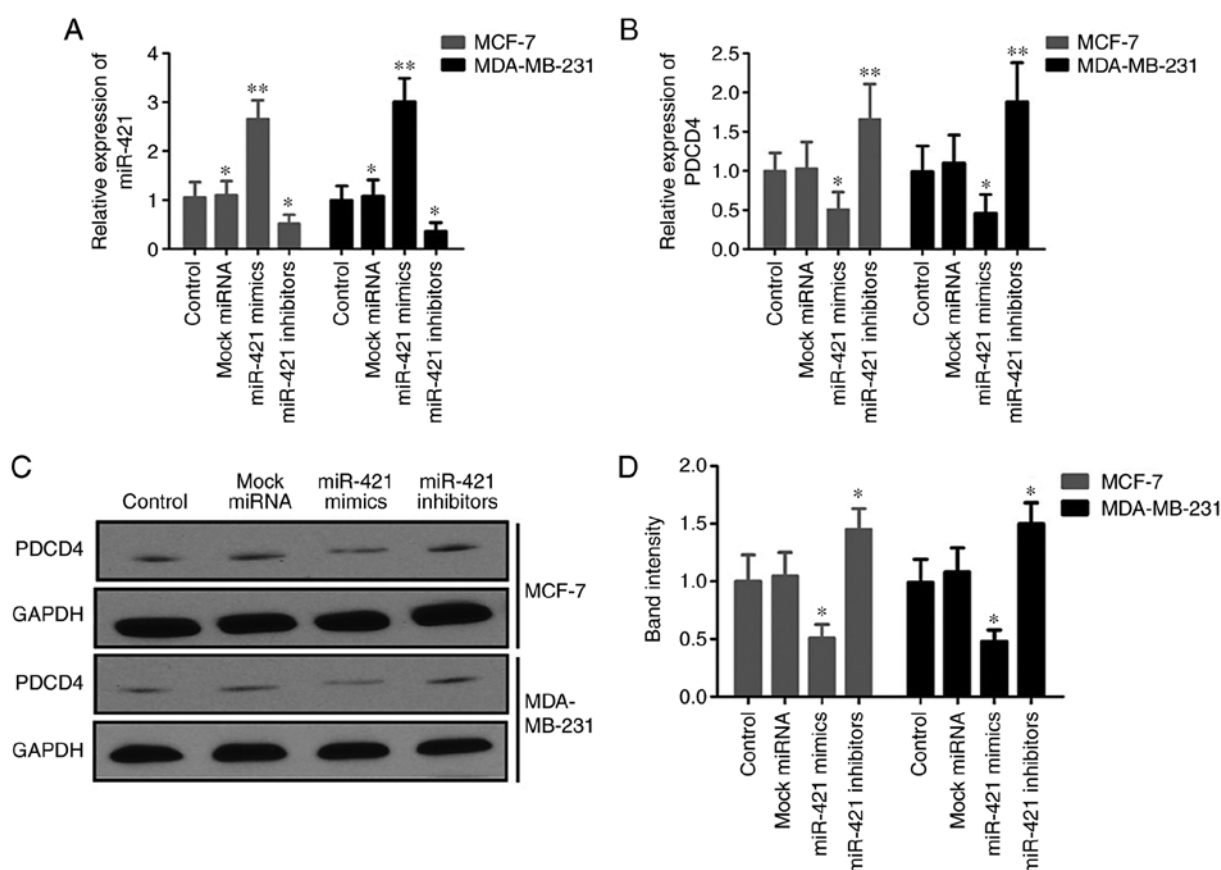 A
Relative expression of
miR-421
4
3
2
1
0
*
**
*
*
**
*
Control
Mock miRNA
miR-421 mimics
miR-421 inhibitors
Control
Mock miRNA
miR-421 mimics
miR-421 inhibitors
MCF-7
MDA-MB-231
B
Relative expression of
PDCD4
2.5
2.0
1.5
1.0
0.5
0.0
*
**
*
**
Control
Mock miRNA
miR-421 mimics
miR-421 inhibitors
Control
Mock miRNA
miR-421 mimics
miR-421 inhibitors
MCF-7
MDA-MB-231
C
Control
Mock
miRNA
miR-421
mimics
miR-421
inhibitors
PDCD4
GAPDH
MCF-7
PDCD4
GAPDH
MDA-
MB-231
D
Band intensity
2.0
1.5
1.0
0.5
0.0
*
*
*
*
Control
Mock miRNA
miR-421 mimics
miR-421 inhibitors
Control
Mock miRNA
miR-421 mimics
miR-421 inhibitors
MCF-7
MDA-MB-231